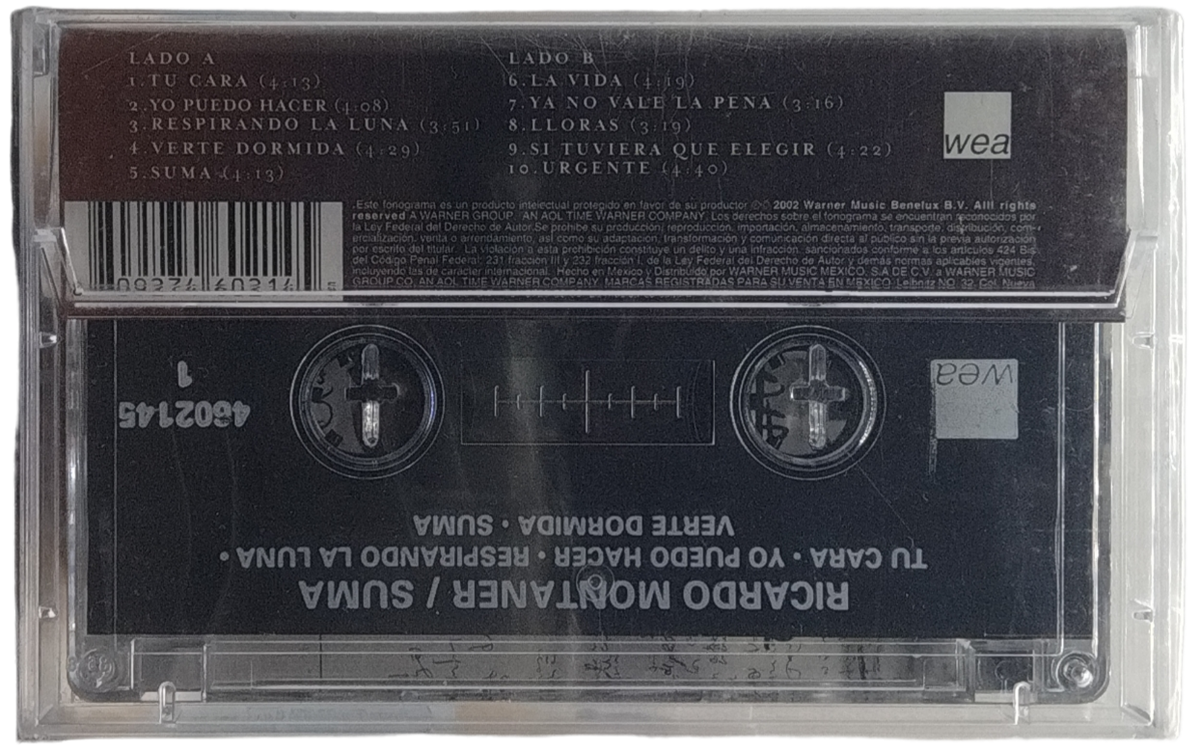 LADO A
1.TU CARA (4:13)
2.YO PUEDO HACER (4:08)
3.RESPIRANDO LA LUNA (3:51)
4.VERTE DORMIDA (4:29)
5.SUMA (4:13)
LADO B
6.LA VIDA (4:19)
7.YA NO VALE LA PENA (3:16)
8.LLORAS (3:19)
9.SI TUVIERA QUE ELEGIR (4:22)
10.URGENTE (4:40)
wea
.Este fonograma es un producto intelectual protegido en favor de su productor ℗© 2002 Warner Music Benelux B.V. Alll rights
reserved A WARNER GROUP. AN AOL TIME WARNER COMPANY. Los derechos sobre el fonograma se encuentran reconocidos por
la Ley Federal del Derecho de Autor.Se prohibe su producción, reproducción, importación, almacenamiento, transporte, distribución, com-
ercialización, venta o arrendamiento, así como su adaptación, transformación y comunicación directa al público sin la previa autorización
por escrito del titular. La violación a esta prohibición constituye un delito y una infracción, sancionados conforme a los artículos 424 Bis
del Código Penal Federal; 231 fracción III y 232 fracción I, de la Ley Federal del Derecho de Autor y demás normas aplicables vigentes,
incluyendo las de carácter internacional. Hecho en Mexico y Distribuido por WARNER MUSIC MEXICO, S.A DE C.V. a WARNER MUSIC
GROUP CO. AN AOL TIME WARNER COMPANY. MARCAS REGISTRADAS PARA SU VENTA EN MEXICO. Leibnitz NO. 32 Col. Nueva
RICARDO MONTANER / SUMA
TU CARA • YO PUEDO HACER • RESPIRANDO LA LUNA •
VERTE DORMIDA • SUMA
wea
4602145
1